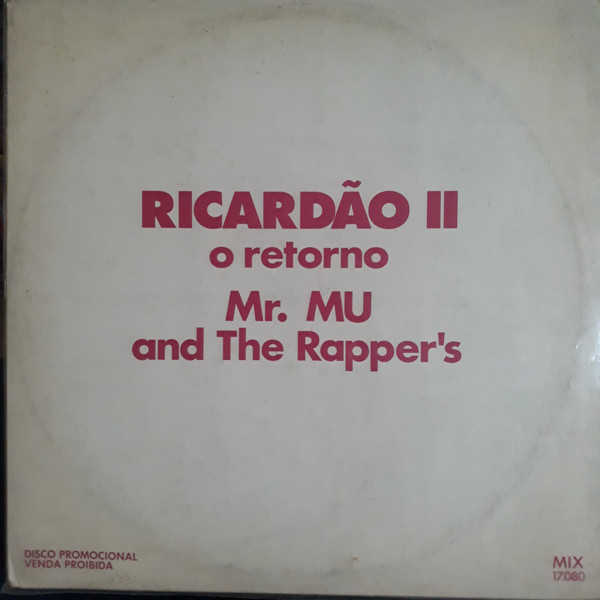 RICARDÃO II
o retorno
Mr. MU
and The Rapper's
DISCO PROMOCIONAL
VENDA PROIBIDA
MIX
17.080